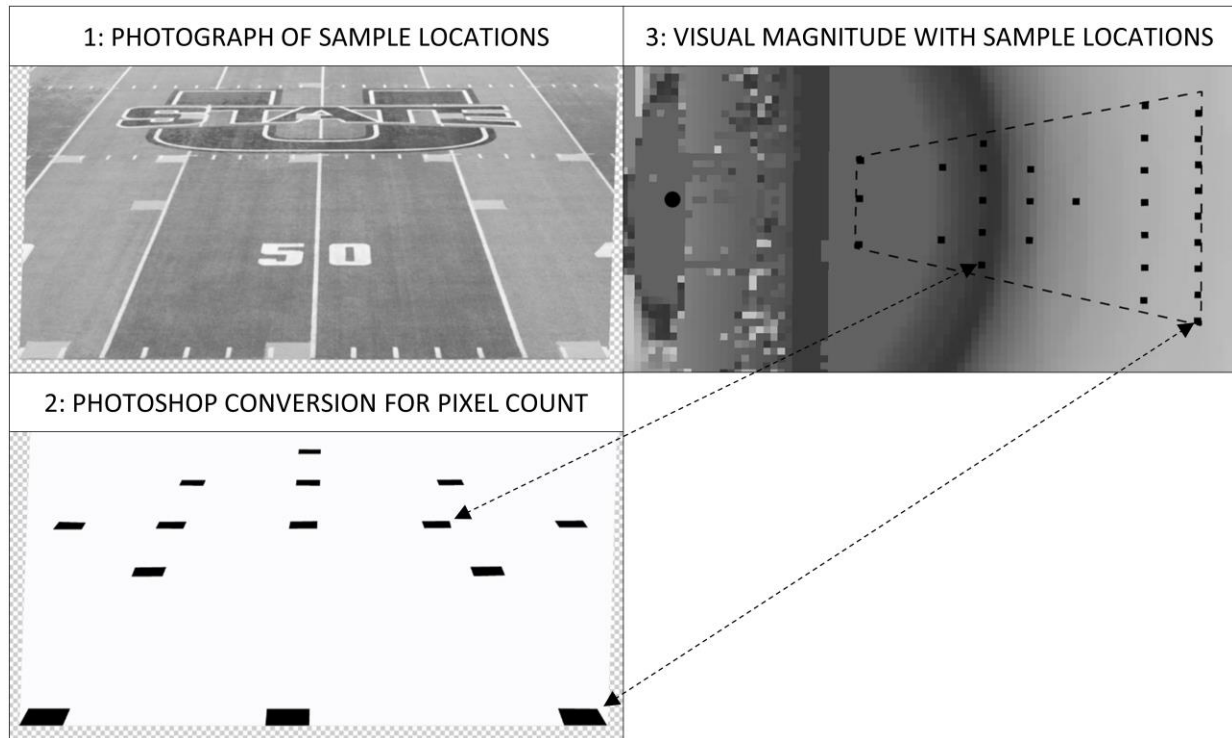 1: PHOTOGRAPH OF SAMPLE LOCATIONS
3: VISUAL MAGNITUDE WITH SAMPLE LOCATIONS
STATE
50
2: PHOTOSHOP CONVERSION FOR PIXEL COUNT